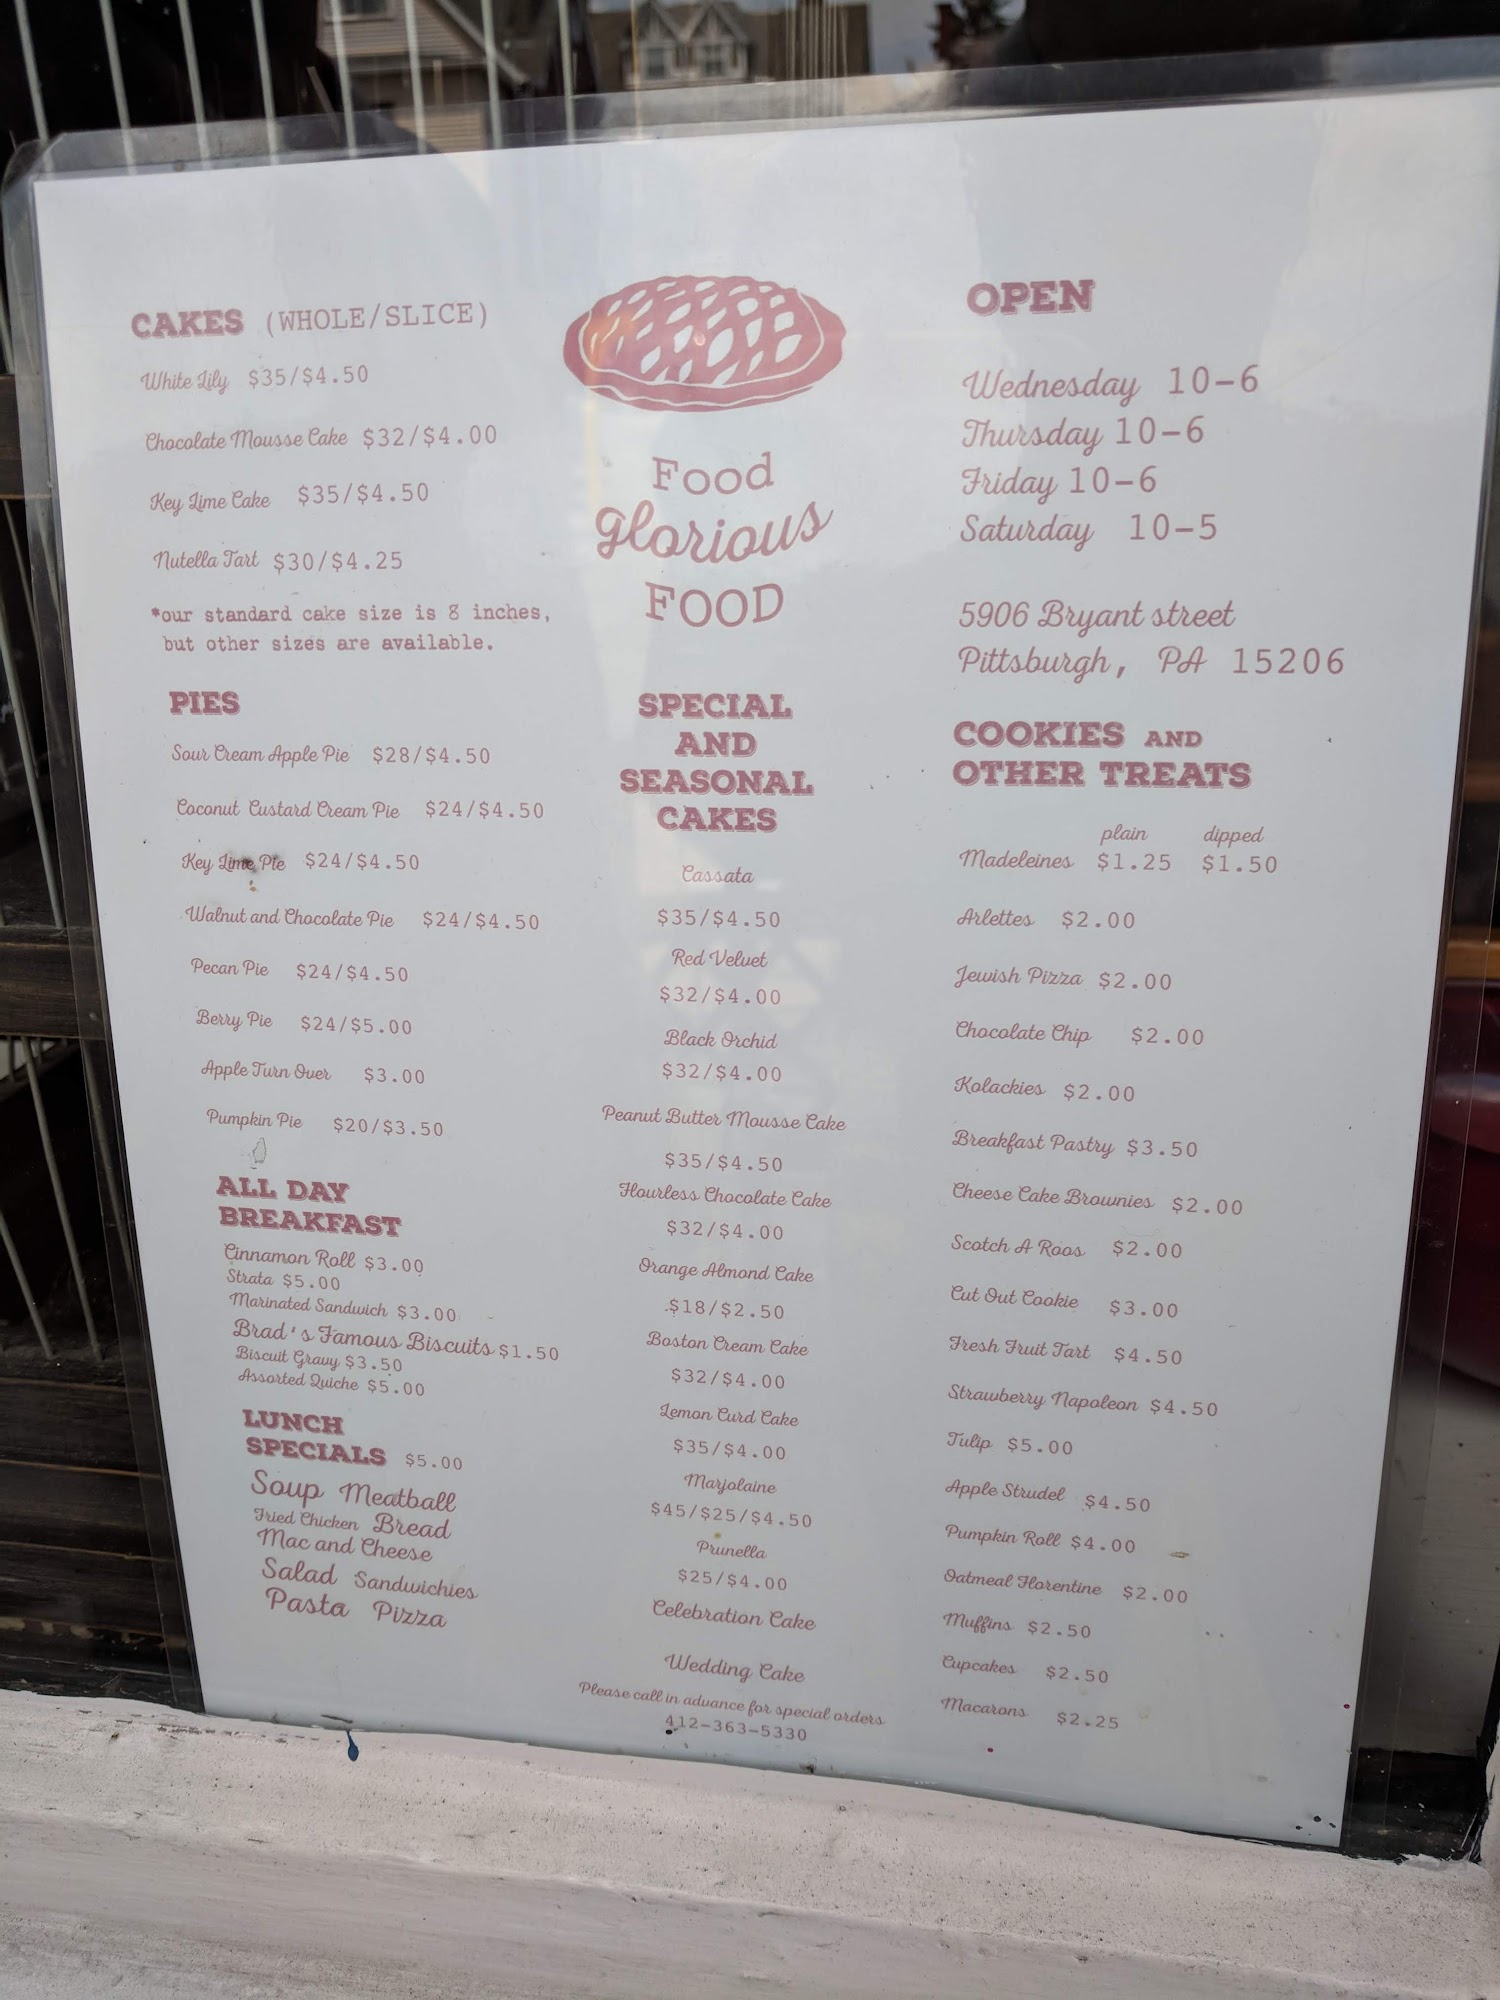 CAKES (WHOLE/SLICE)
White Lily $35/$4.50
Chocolate Mousse Cake $32/$4.00
Key Lime Cake $35/$4.50
Nutella Tart $30/$4.25
*our standard cake size is 8 inches,
but other sizes are available.
PIES
Sour Cream Apple Pie $28/$4.50
Coconut Custard Cream Pie $24/$4.50
Key Lime Pie $24/$4.50
Walnut and Chocolate Pie $24/$4.50
Pecan Pie $24/$4.50
Berry Pie $24/$5.00
Apple Turn Over $3.00
Pumpkin Pie $20/$3.50
ALL DAY
BREAKFAST
Cinnamon Roll $3.00
Strata $5.00
Marinated Sandwich $3.00
Brad's Famous Biscuits $1.50
Biscuit Gravy $3.50
Assorted Quiche $5.00
LUNCH
SPECIALS $5.00
Soup Meatball
Fried Chicken Bread
Mac and Cheese
Salad Sandwichies
Pasta Pizza
Food
glorious
FOOD
SPECIAL
AND
SEASONAL
CAKES
Cassata
$35/$4.50
Red Velvet
$32/$4.00
Black Orchid
$32/$4.00
Peanut Butter Mousse Cake
$35/$4.50
Flourless Chocolate Cake
$32/$4.00
Orange Almond Cake
$18/$2.50
Boston Cream Cake
$32/$4.00
Lemon Curd Cake
$35/$4.00
Marjolaine
$45/$25/$4.50
Prunella
$25/$4.00
Celebration Cake
Wedding Cake
Please call in advance for special orders
412-363-5330
OPEN
Wednesday 10-6
Thursday 10-6
Friday 10-6
Saturday 10-5
5906 Bryant street
Pittsburgh, PA 15206
COOKIES AND
OTHER TREATS
plain dipped
Madeleines $1.25 $1.50
Arlettes $2.00
Jewish Pizza $2.00
Chocolate Chip $2.00
Kolackies $2.00
Breakfast Pastry $3.50
Cheese Cake Brownies $2.00
Scotch A Roos $2.00
Cut Out Cookie $3.00
Fresh Fruit Tart $4.50
Strawberry Napoleon $4.50
Tulip $5.00
Apple Strudel $4.50
Pumpkin Roll $4.00
Oatmeal Florentine $2.00
Muffins $2.50
Cupcakes $2.50
Macarons $2.25